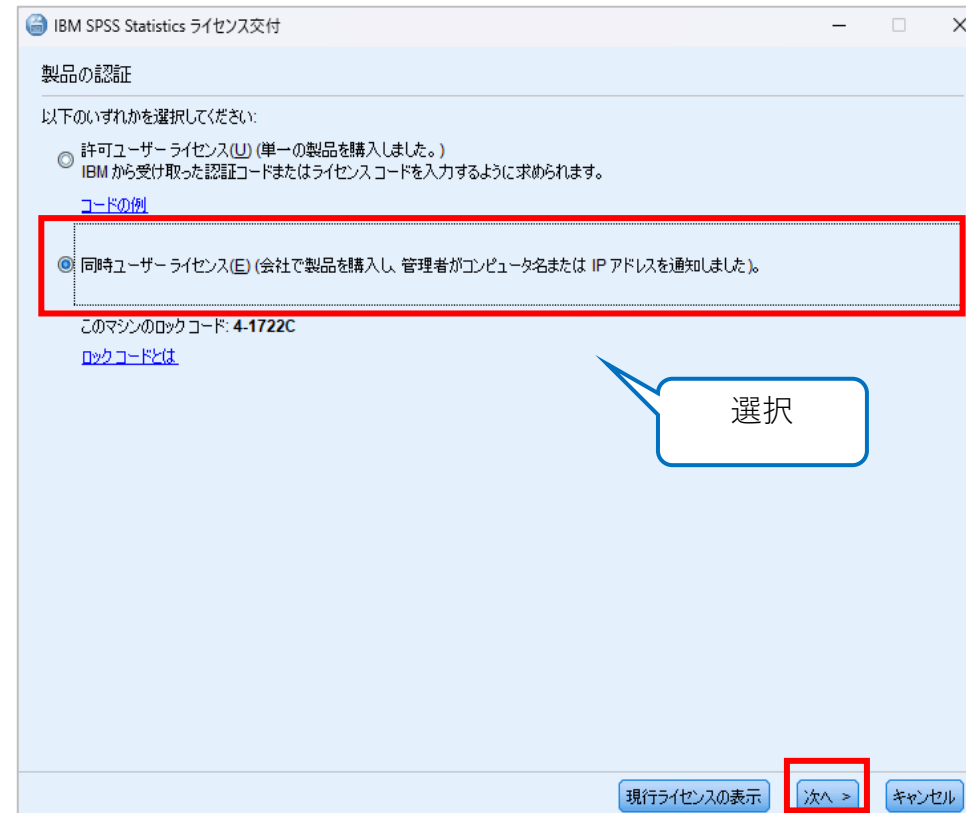 IBM SPSS Statistics ライセンス交付
製品の認証
以下のいずれかを選択してください:
許可ユーザー ライセンス(U) (単一の製品を購入しました。)
IBM から受け取った認証コードまたはライセンス コードを入力するように求められます。
コードの例
同時ユーザー ライセンス(E) (会社で製品を購入し、管理者がコンピュータ名または IP アドレスを通知しました)。
このマシンのロック コード: 4-1722C
ロック コードとは
選択
現行ライセンスの表示
次へ >
キャンセル